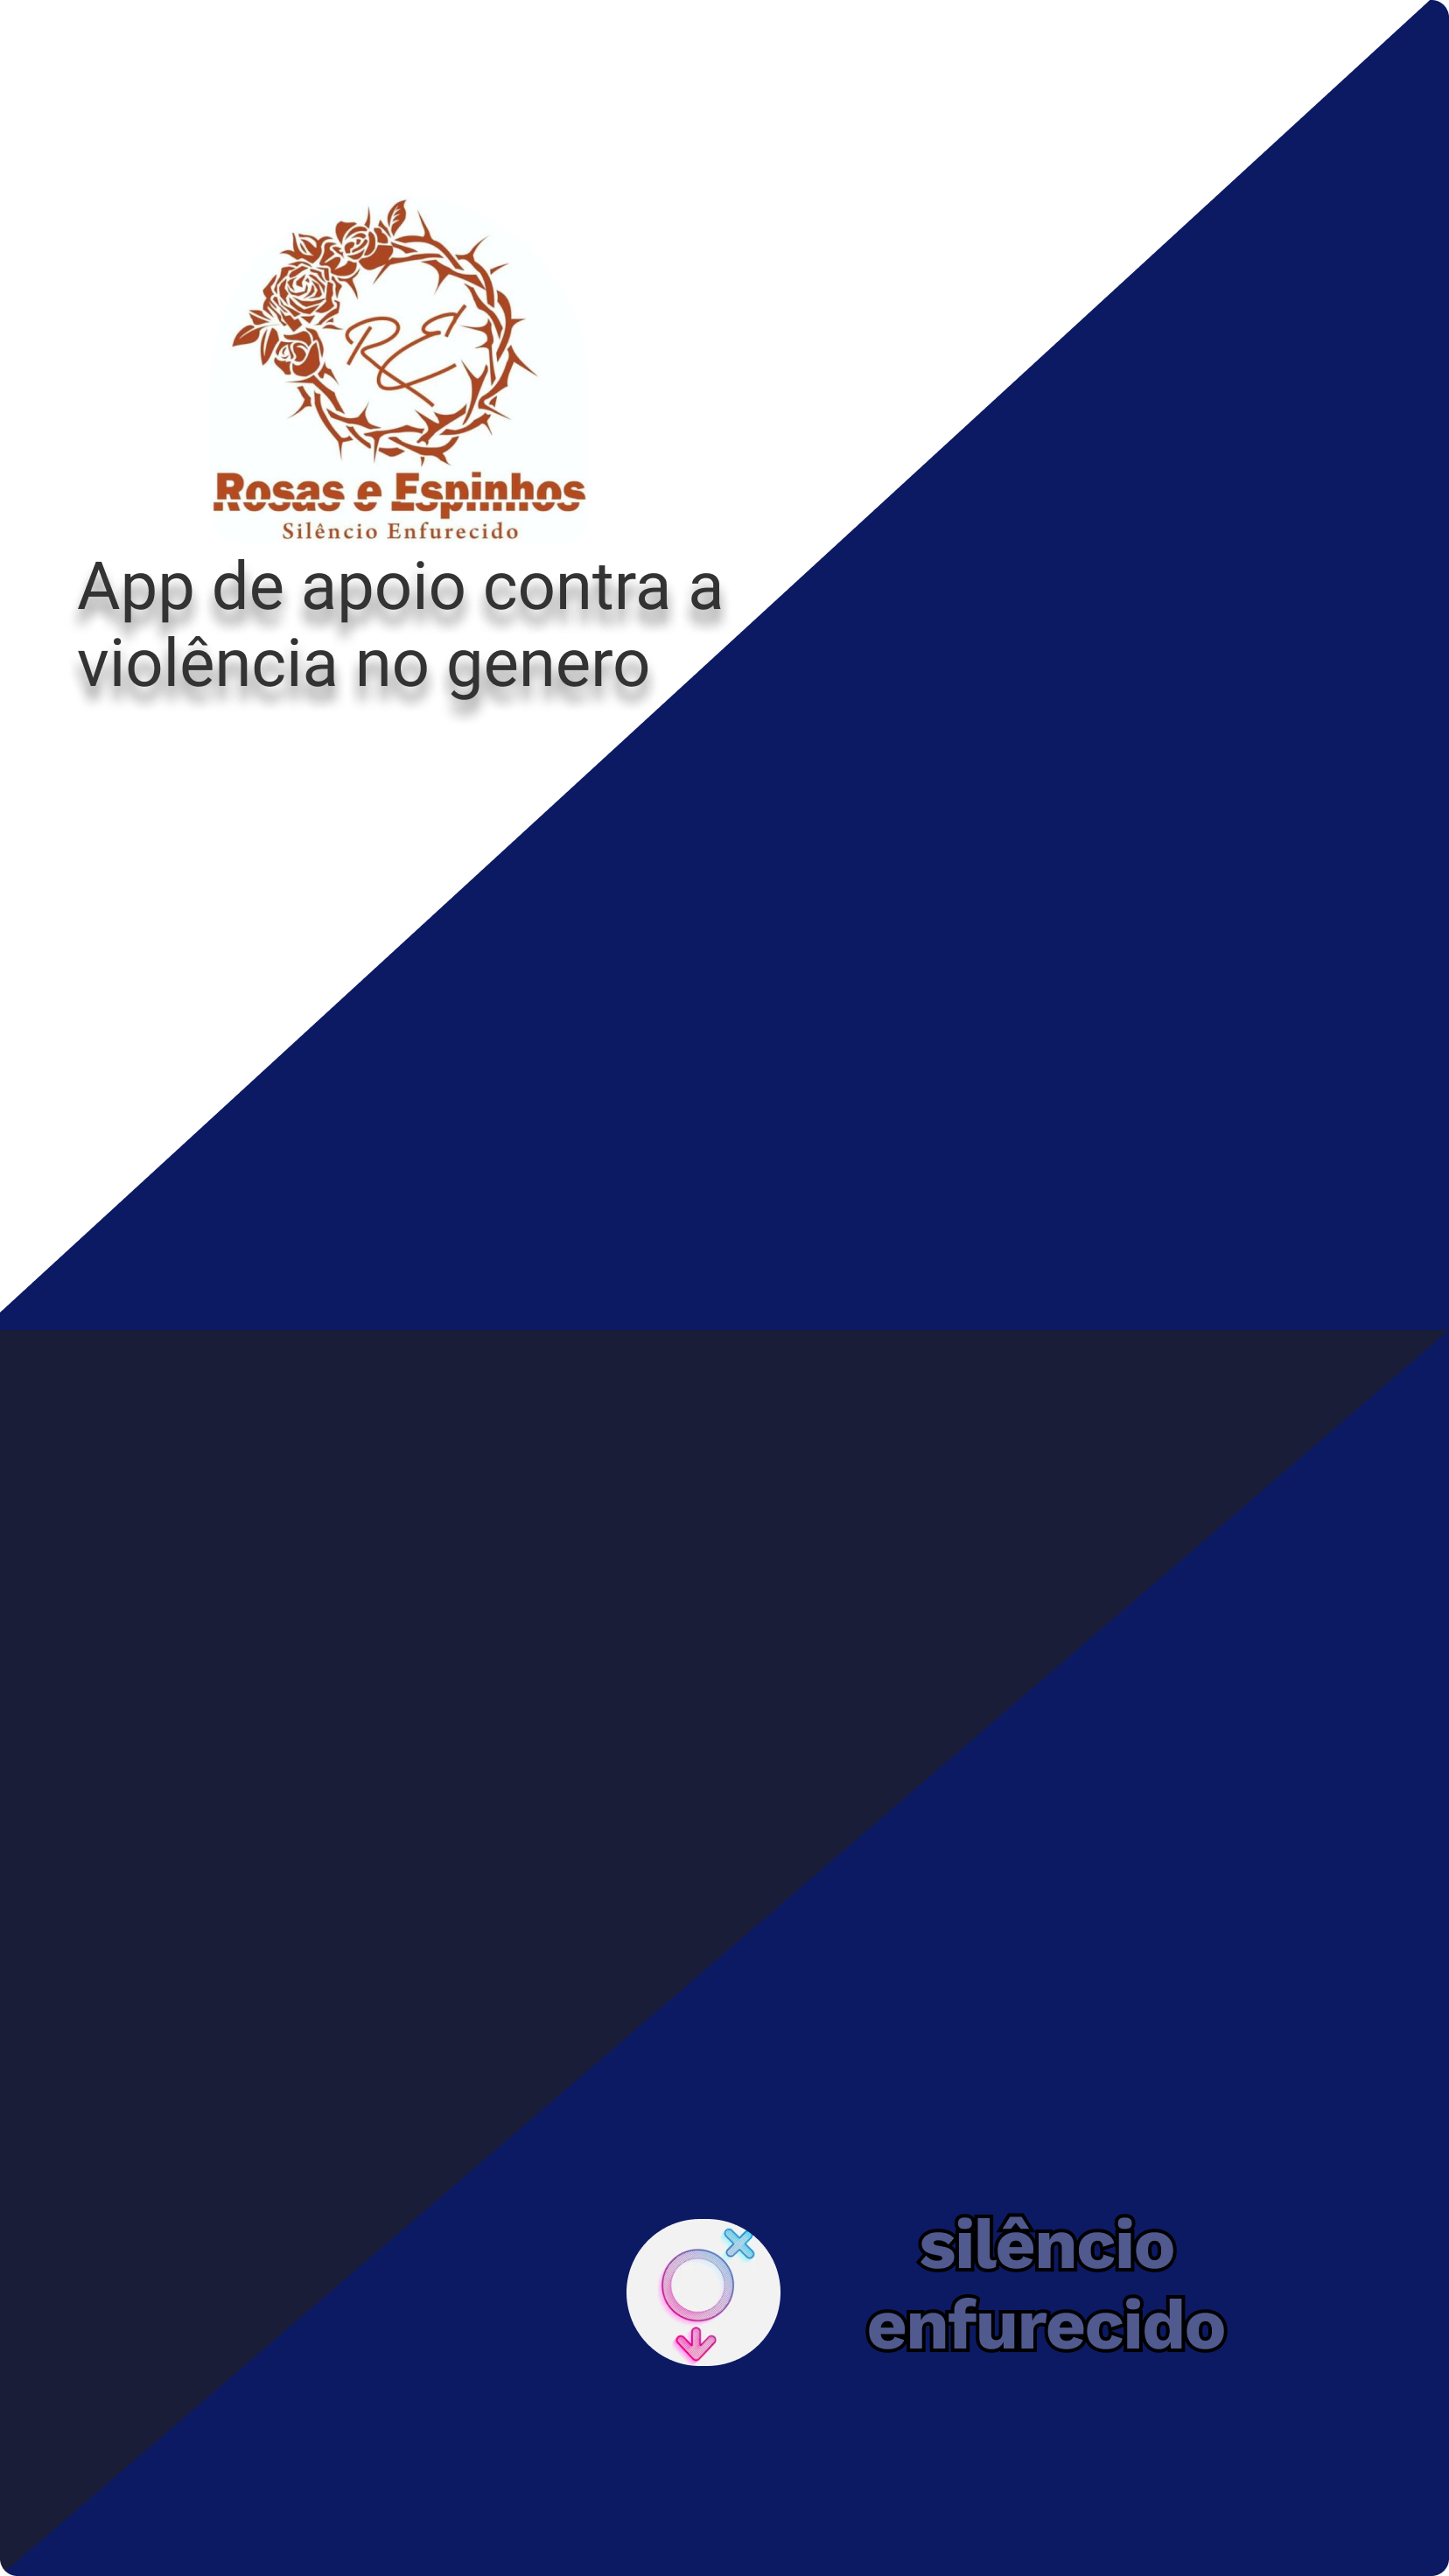 RE
Rosas e Espinhos
Silêncio Enfurecido
App de apoio contra a
violência no genero
silêncio
enfurecido